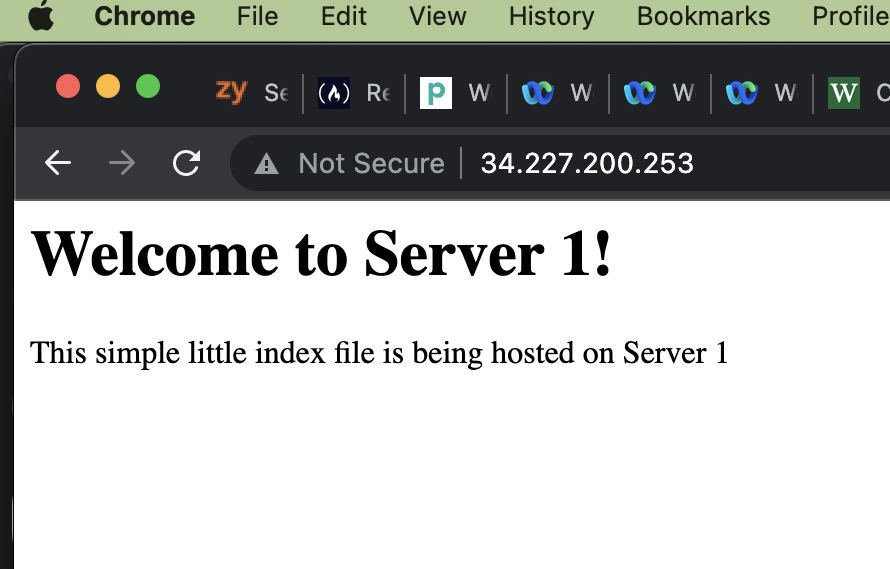 Chrome File Edit View History Bookmarks Profile
zy Se Re p W W W W W C
Not Secure 34.227.200.253
Welcome to Server 1!
This simple little index file is being hosted on Server 1